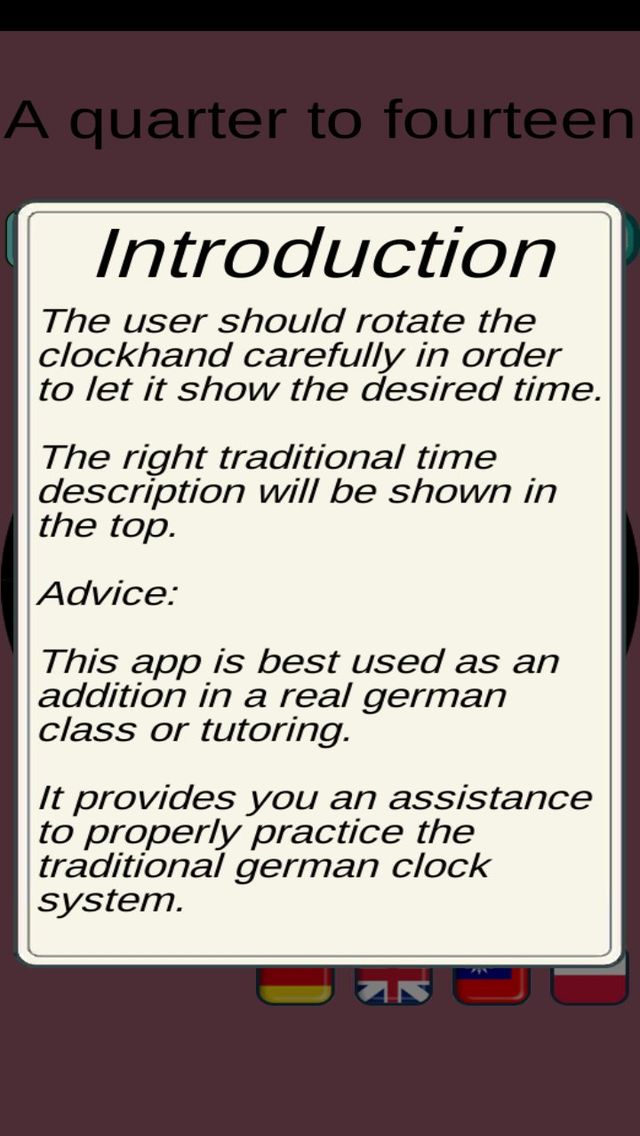 A quarter to fourteen
Introduction
The user should rotate the
clockhand carefully in order
to let it show the desired time.
The right traditional time
description will be shown in
the top.
Advice:
This app is best used as an
addition in a real german
class or tutoring.
It provides you an assistance
to properly practice the
traditional german clock
system.